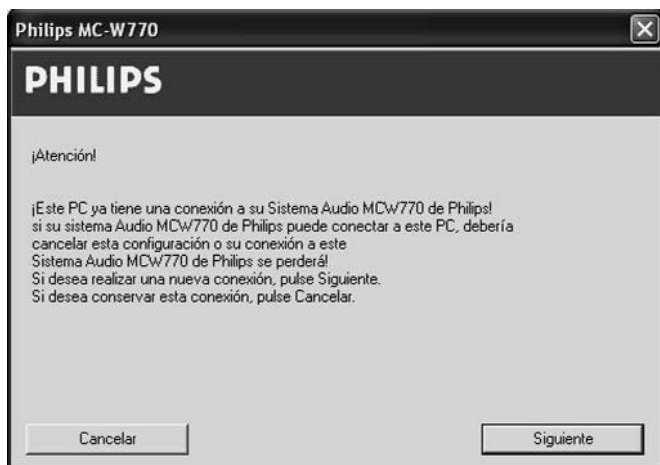 Philips MC-W770
PHILIPS
¡Atención!
¡Este PC ya tiene una conexión a su Sistema Audio MCW770 de Philips!
si su sistema Audio MCW770 de Philips puede conectar a este PC, debería
cancelar esta configuración o su conexión a este
Sistema Audio MCW770 de Philips se perderá!
Si desea realizar una nueva conexión, pulse Siguiente.
Si desea conservar esta conexión, pulse Cancelar.
Cancelar
Siguiente